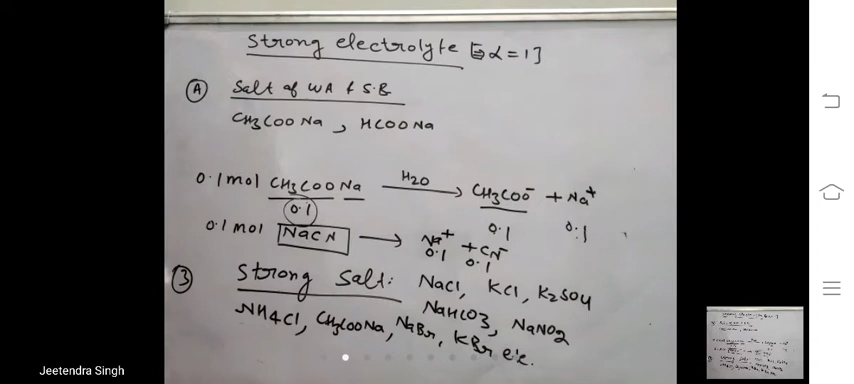 Strong electrolyte [⇒ α = 1]
Ⓐ Salt of WA & S.B
CH3COONa, HCOONa
0.1 mol CH3COONa H2O → CH3COO⁻ + Na⁺
0.1 0.1 0.1
0.1 mol NaCN → Na⁺ + CN⁻
0.1 0.1
③ Strong Salt: NaCl, KCl, K2SO4
NaHCO3, NaNO2
NH4Cl, CH3COONa, NaBr, KBr etc.
Jeetendra Singh